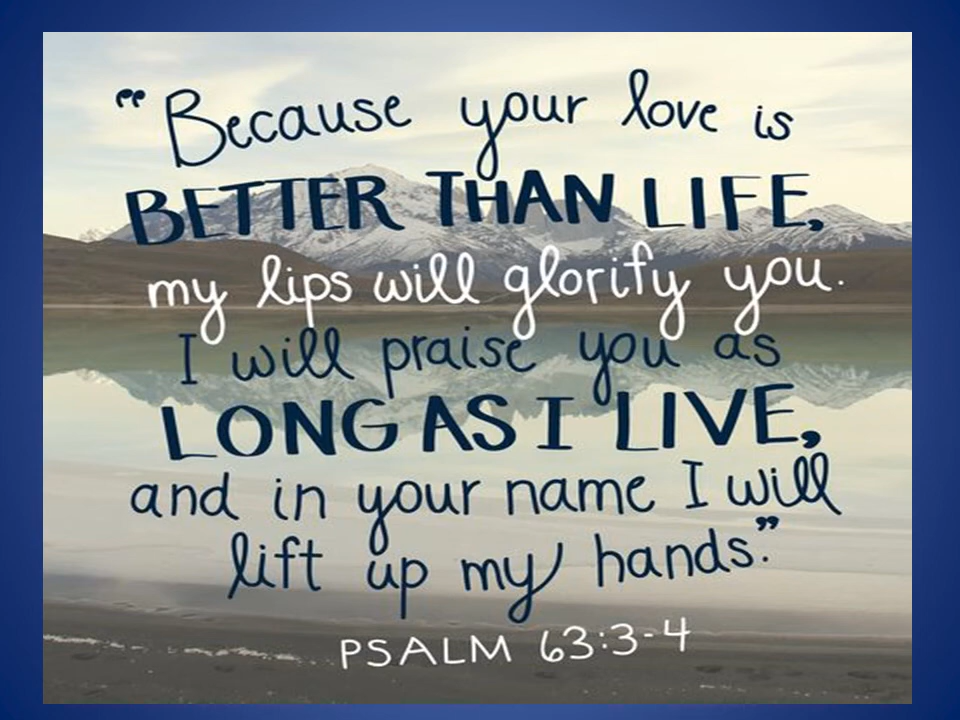 “Because your love is
BETTER THAN LIFE,
my lips will glorify you.
I will praise you as
LONG AS I LIVE,
and in your name I will
lift up my hands.”
PSALM 63:3-4